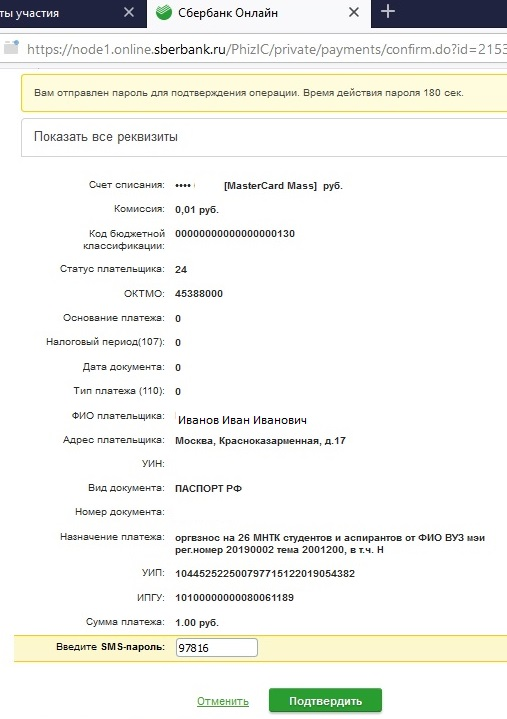 ты участия × Сбербанк Онлайн × +
https://node1.online.sberbank.ru/PhizIC/private/payments/confirm.do?id=2153
Вам отправлен пароль для подтверждения операции. Время действия пароля 180 сек.
Показать все реквизиты
Счет списания: •••• [MasterCard Mass] руб.
Комиссия: 0,01 руб.
Код бюджетной
классификации: 00000000000000000130
Статус плательщика: 24
ОКТМО: 45388000
Основание платежа: 0
Налоговый период(107): 0
Дата документа: 0
Тип платежа (110): 0
ФИО плательщика: Иванов Иван Иванович
Адрес плательщика: Москва, Красноказарменная, д.17
УИН:
Вид документа: ПАСПОРТ РФ
Номер документа:
Назначение платежа: оргвзнос на 26 МНТК студентов и аспирантов от ФИО ВУЗ мэи
рег.номер 20190002 тема 2001200, в т.ч. Н
УИП: 10445252250079771512201905438​2
ИПГУ: 10100000000080061189
Сумма платежа: 1.00 руб.
Введите SMS-пароль: 97816
Отменить Подтвердить